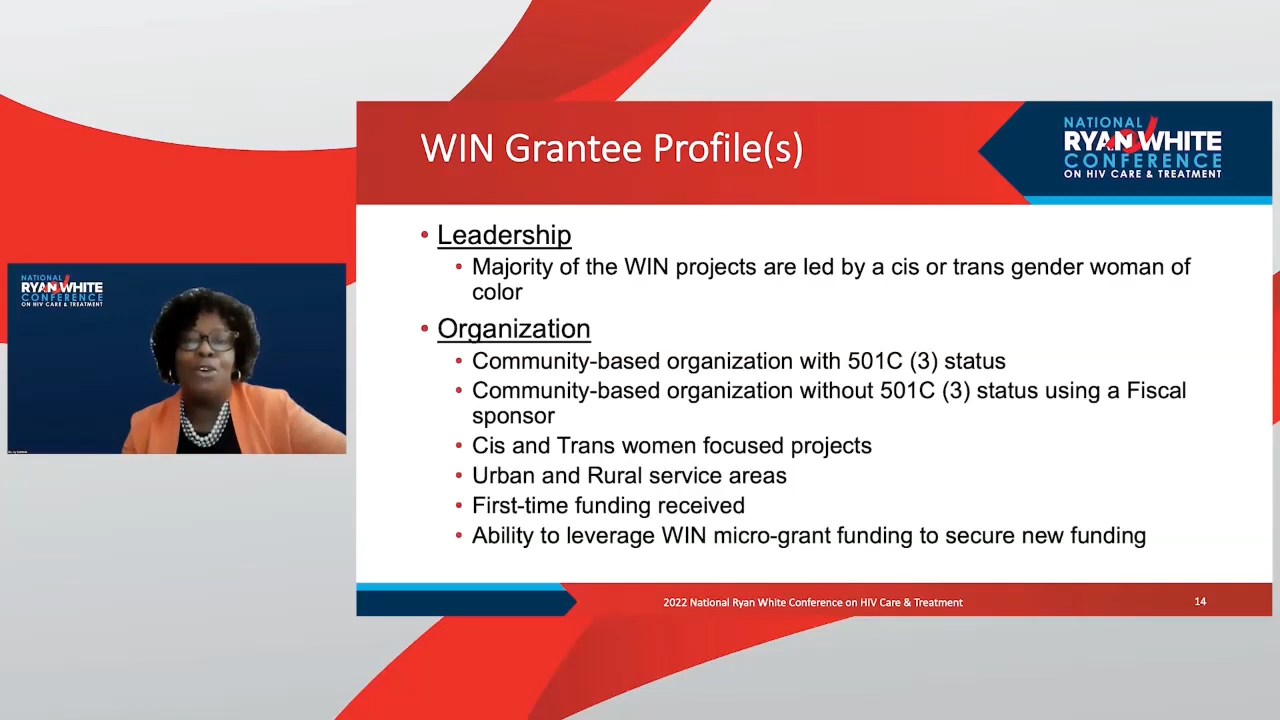 WIN Grantee Profile(s)
NATIONAL
RYAN WHITE
CONFERENCE
ON HIV CARE & TREATMENT
• Leadership
• Majority of the WIN projects are led by a cis or trans gender woman of
color
• Organization
• Community-based organization with 501C (3) status
• Community-based organization without 501C (3) status using a Fiscal
sponsor
• Cis and Trans women focused projects
• Urban and Rural service areas
• First-time funding received
• Ability to leverage WIN micro-grant funding to secure new funding
2022 National Ryan White Conference on HIV Care & Treatment
14
NATIONAL
RYAN WHITE
CONFERENCE
ON HIV CARE & TREATMENT